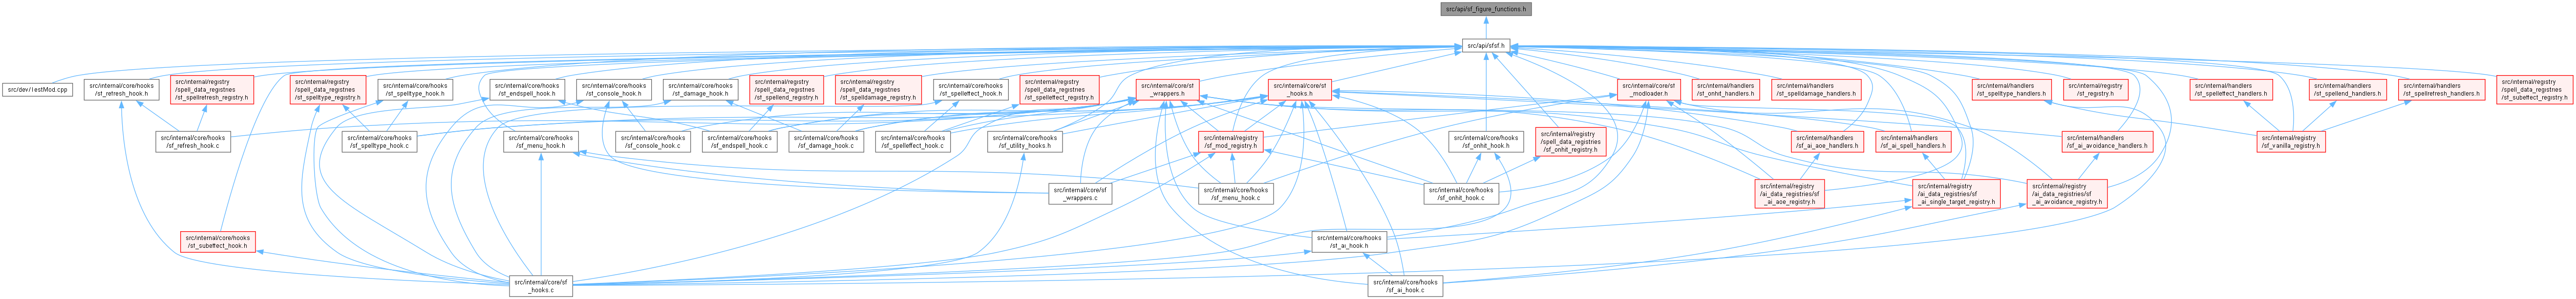 src/api/sf_figure_functions.h
src/api/sfsf.h
src/dev/TestMod.cpp
src/internal/core/hooks
/sf_refresh_hook.h
src/internal/registry
/spell_data_registries
/sf_spellrefresh_registry.h
src/internal/registry
/spell_data_registries
/sf_spelltype_registry.h
src/internal/core/hooks
/sf_spelltype_hook.h
src/internal/core/hooks
/sf_endspell_hook.h
src/internal/core/hooks
/sf_console_hook.h
src/internal/core/hooks
/sf_damage_hook.h
src/internal/registry
/spell_data_registries
/sf_spellend_registry.h
src/internal/registry
/spell_data_registries
/sf_spelldamage_registry.h
src/internal/core/hooks
/sf_spelleffect_hook.h
src/internal/registry
/spell_data_registries
/sf_spelleffect_registry.h
src/internal/core/sf
_wrappers.h
src/internal/core/sf
_hooks.h
src/internal/core/sf
_modloader.h
src/internal/handlers
/sf_onhit_handlers.h
src/internal/handlers
/sf_spelldamage_handlers.h
src/internal/handlers
/sf_spelltype_handlers.h
src/internal/registry
/sf_registry.h
src/internal/handlers
/sf_spelleffect_handlers.h
src/internal/handlers
/sf_spellend_handlers.h
src/internal/handlers
/sf_spellrefresh_handlers.h
src/internal/registry
/spell_data_registries
/sf_subeffect_registry.h
src/internal/core/hooks
/sf_refresh_hook.c
src/internal/core/hooks
/sf_spelltype_hook.c
src/internal/core/hooks
/sf_menu_hook.h
src/internal/core/hooks
/sf_console_hook.c
src/internal/core/hooks
/sf_endspell_hook.c
src/internal/core/hooks
/sf_damage_hook.c
src/internal/core/hooks
/sf_spelleffect_hook.c
src/internal/core/hooks
/sf_utility_hooks.h
src/internal/registry
/sf_mod_registry.h
src/internal/core/hooks
/sf_onhit_hook.h
src/internal/registry
/spell_data_registries
/sf_onhit_registry.h
src/internal/handlers
/sf_ai_aoe_handlers.h
src/internal/handlers
/sf_ai_spell_handlers.h
src/internal/handlers
/sf_ai_avoidance_handlers.h
src/internal/registry
/sf_vanilla_registry.h
src/internal/core/sf
_wrappers.c
src/internal/core/hooks
/sf_menu_hook.c
src/internal/core/hooks
/sf_onhit_hook.c
src/internal/registry
/ai_data_registries/sf
_ai_aoe_registry.h
src/internal/registry
/ai_data_registries/sf
_ai_single_target_registry.h
src/internal/registry
/ai_data_registries/sf
_ai_avoidance_registry.h
src/internal/core/hooks
/sf_subeffect_hook.h
src/internal/core/hooks
/sf_ai_hook.h
src/internal/core/sf
_hooks.c
src/internal/core/hooks
/sf_ai_hook.c